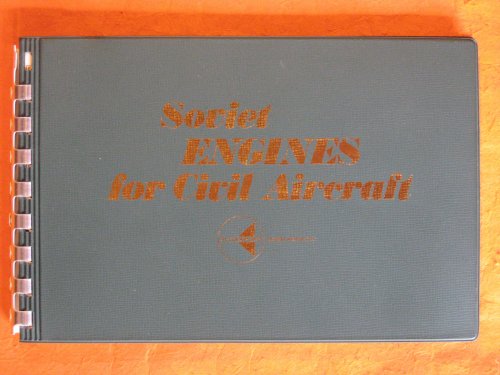 Soviet
ENGINES
for Civil Aircraft